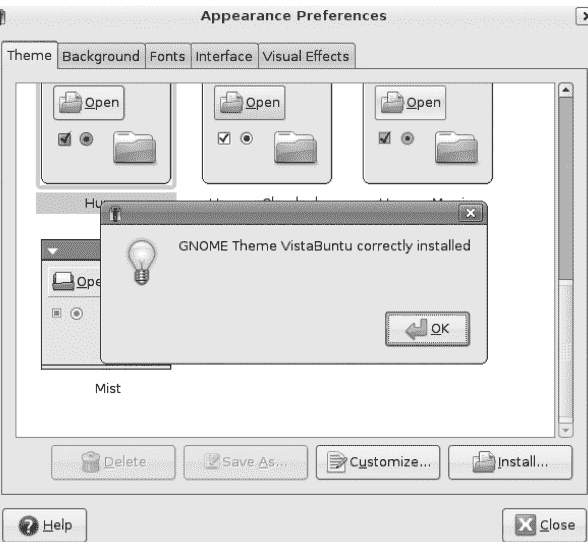 Appearance Preferences
Theme Background Fonts Interface Visual Effects
Open Open Open
GNOME Theme VistaBuntu correctly installed
OK
Mist
Delete Save As... Customize... Install...
Help Close